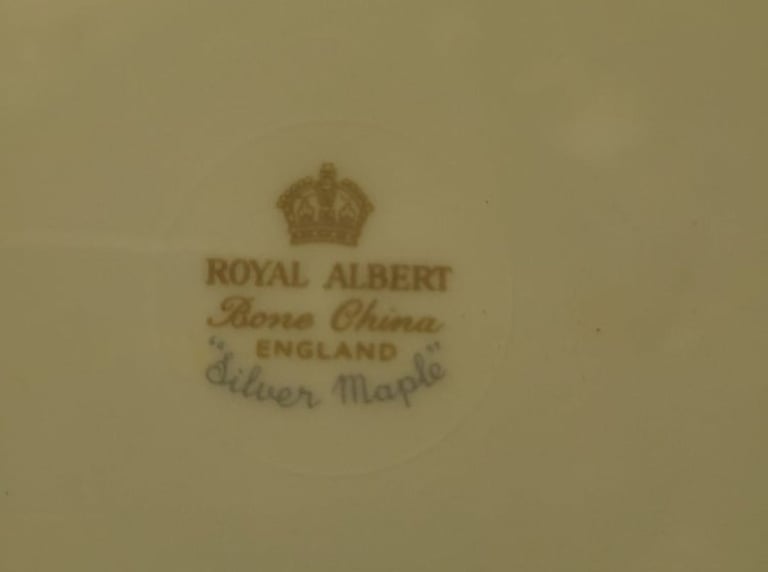 ROYAL ALBERT
Bone China
ENGLAND
"Silver Maple"